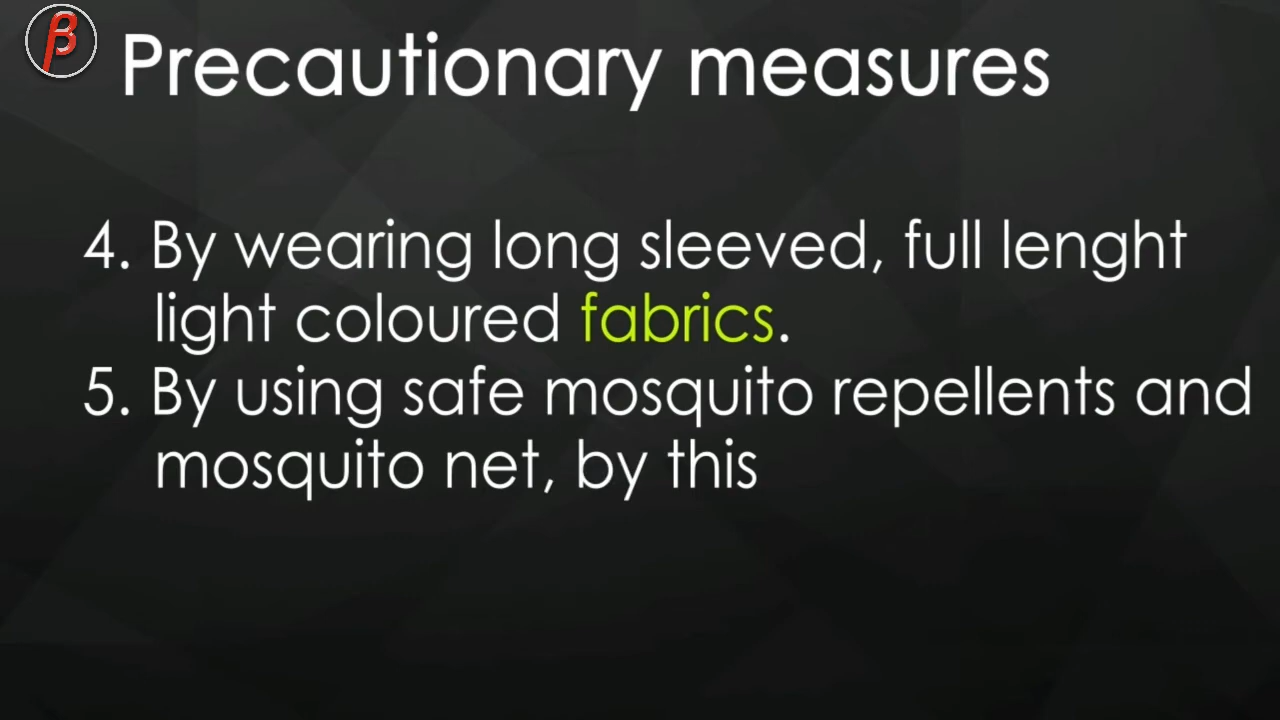 β
Precautionary measures
4. By wearing long sleeved, full lenght
light coloured fabrics.
5. By using safe mosquito repellents and
mosquito net, by this